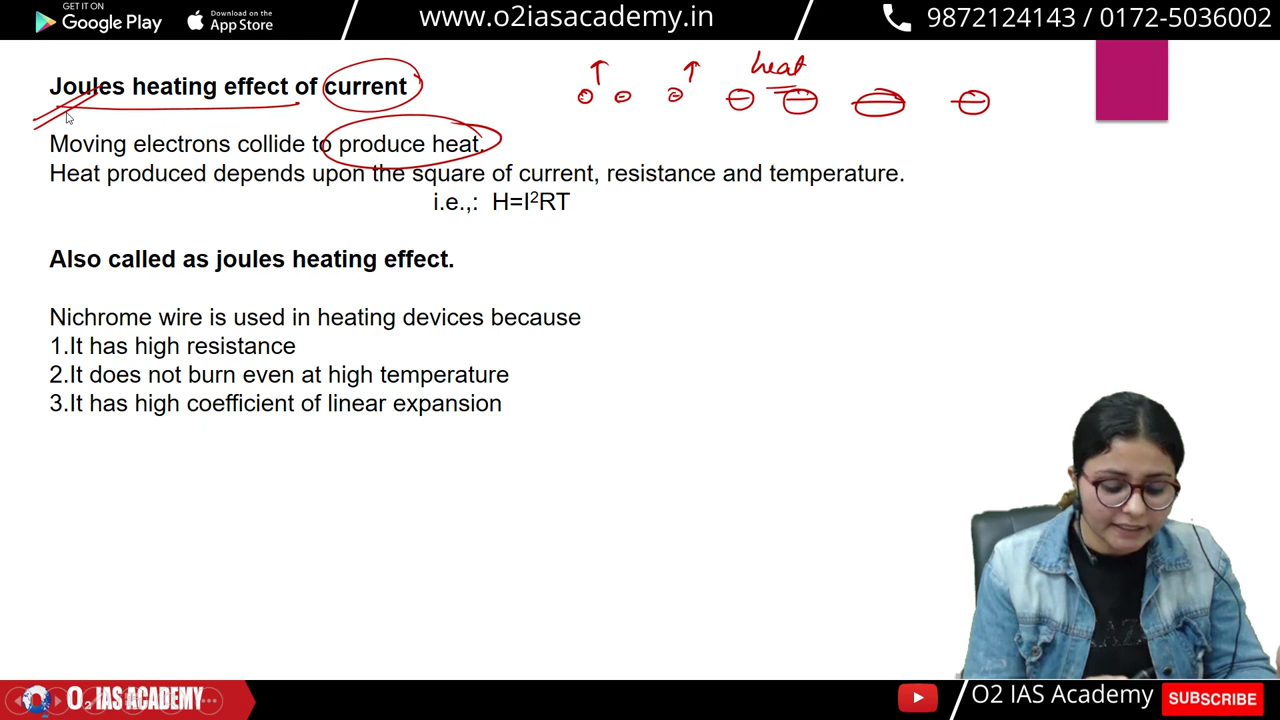 GET IT ON
Google Play
Download on the
App Store
www.o2iasacademy.in
9872124143 / 0172-5036002
Joules heating effect of current
heat
Moving electrons collide to produce heat.
Heat produced depends upon the square of current, resistance and temperature.
i.e.,: H=I²RT
Also called as joules heating effect.
Nichrome wire is used in heating devices because
1.It has high resistance
2.It does not burn even at high temperature
3.It has high coefficient of linear expansion
O2 IAS ACADEMY
O2 IAS Academy
SUBSCRIBE